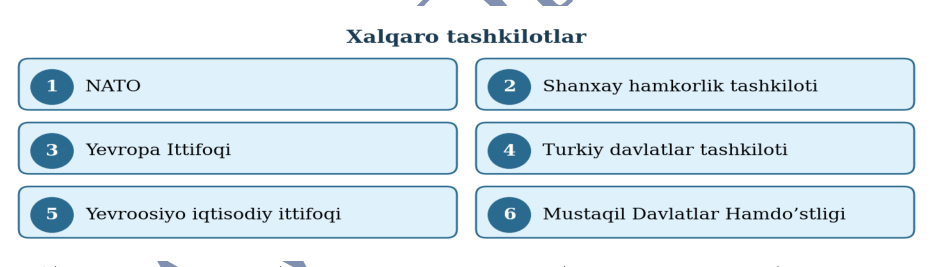 Xalqaro tashkilotlar
1 NATO
2 Shanxay hamkorlik tashkiloti
3 Yevropa Ittifoqi
4 Turkiy davlatlar tashkiloti
5 Yevroosiyo iqtisodiy ittifoqi
6 Mustaqil Davlatlar Hamdo’stligi